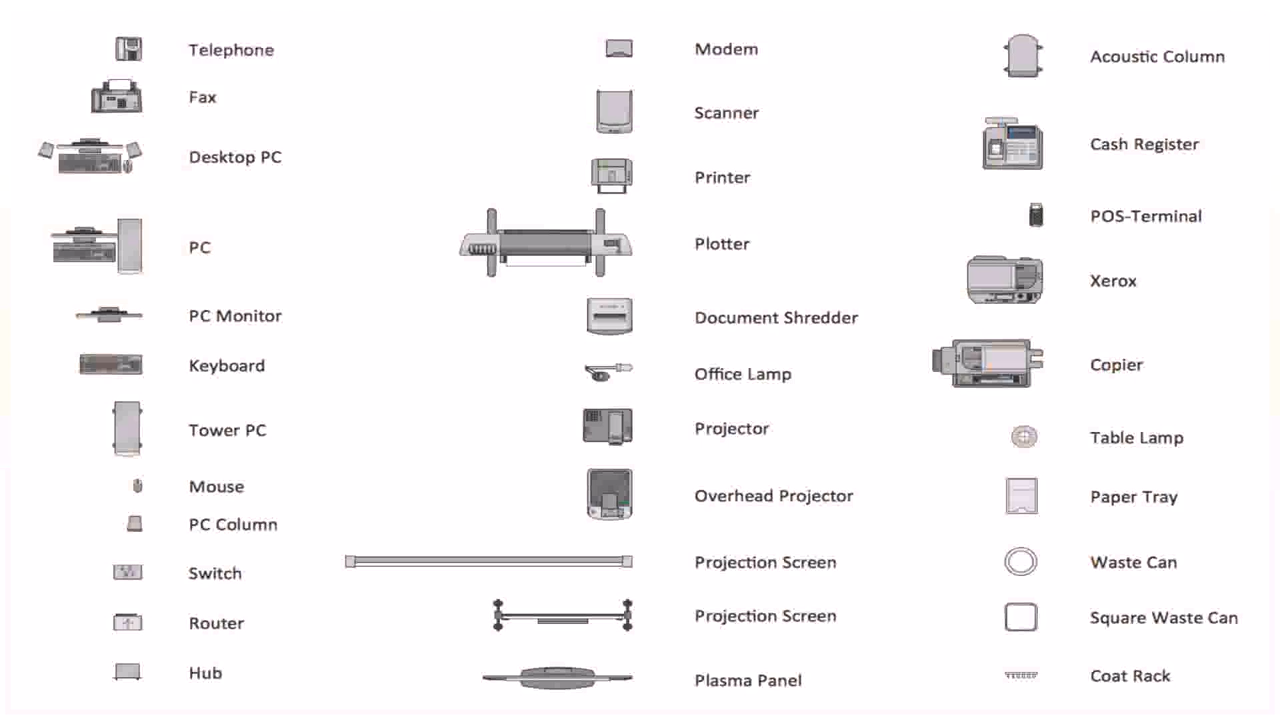 Telephone
Fax
Desktop PC
PC
PC Monitor
Keyboard
Tower PC
Mouse
PC Column
Switch
Router
Hub
Modem
Scanner
Printer
Plotter
Document Shredder
Office Lamp
Projector
Overhead Projector
Projection Screen
Projection Screen
Plasma Panel
Acoustic Column
Cash Register
POS-Terminal
Xerox
Copier
Table Lamp
Paper Tray
Waste Can
Square Waste Can
Coat Rack